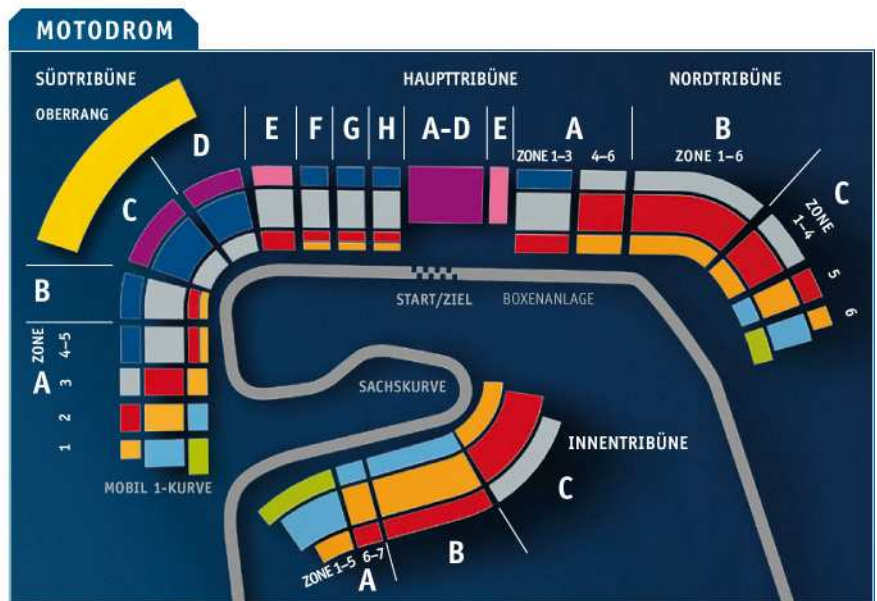 MOTODROM
SÜDTRIBÜNE
HAUPTTRIBÜNE
NORDTRIBÜNE
OBERRANG
D
E
F
G
H
A-D
E
A
B
ZONE 1-3
4-6
ZONE 1-6
C
C
ZONE
1-4
5
6
B
START/ZIEL
BOXENANLAGE
ZONE
4-5
A
3
2
1
SACHSKURVE
INNENTRIBÜNE
MOBIL 1-KURVE
C
ZONE 1-5
6-7
A
B